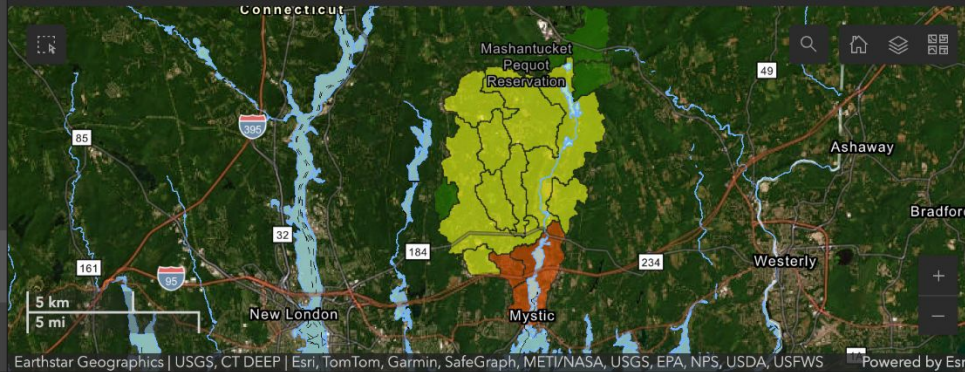 Connecticut
Mashantucket
Pequot
Reservation
49
395
85
Ashaway
Bradford
32
184
234
Westerly
161
95
5 km
5 mi
New London
Mystic
Earthstar Geographics | USGS, CT DEEP | Esri, TomTom, Garmin, SafeGraph, METI/NASA, USGS, EPA, NPS, USDA, USFWS
Powered by Esri